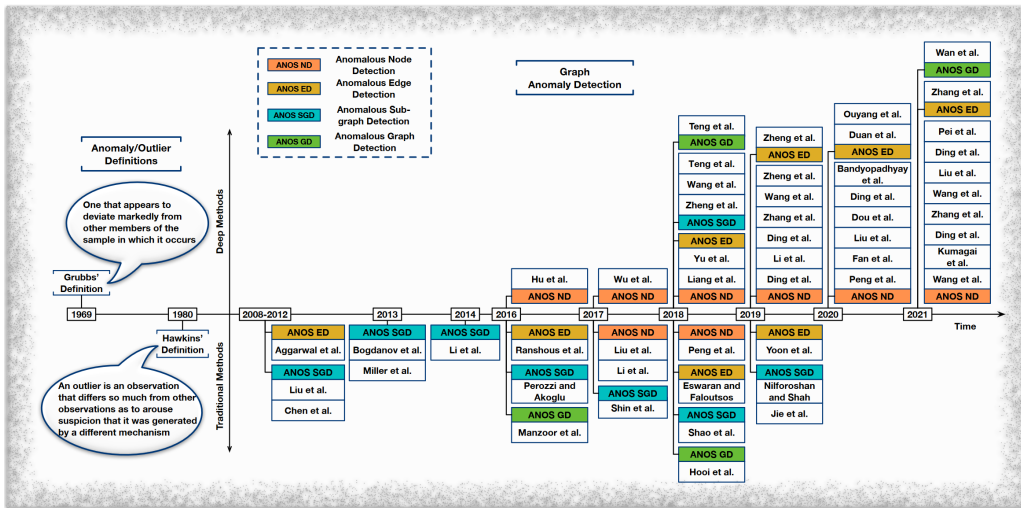 ANOS ND
Anomalous Node
Detection
ANOS ED
Anomalous Edge
Detection
ANOS SGD
Anomalous Sub-
graph Detection
ANOS GD
Anomalous Graph
Detection
Graph
Anomaly Detection
Anomaly/Outlier
Definitions
One that appears to
deviate markedly from
other members of the
sample in which it occurs
Grubbs'
Definition
1969
1980
Hawkins'
Definition
An outlier is an observation
that differs so much from other
observations as to arouse
suspicion that it was generated
by a different mechanism
Deep Methods
Traditional Methods
2008-2012
ANOS ED
Aggarwal et al.
ANOS SGD
Liu et al.
Chen et al.
2013
ANOS SGD
Bogdanov et al.
Miller et al.
2014
ANOS SGD
Li et al.
Hu et al.
ANOS ND
2016
ANOS ED
Ranshous et al.
ANOS SGD
Perozzi and
Akoglu
ANOS GD
Manzoor et al.
Wu et al.
ANOS ND
2017
ANOS ND
Liu et al.
Li et al.
ANOS SGD
Shin et al.
Teng et al.
ANOS GD
Teng et al.
Wang et al.
Zheng et al.
ANOS SGD
ANOS ED
Yu et al.
Liang et al.
ANOS ND
2018
ANOS ND
Peng et al.
ANOS ED
Eswaran and
Faloutsos
ANOS SGD
Shao et al.
ANOS GD
Hooi et al.
Zheng et al.
ANOS ED
Zheng et al.
Wang et al.
Zhang et al.
Ding et al.
Li et al.
Ding et al.
ANOS ND
2019
ANOS ED
Yoon et al.
ANOS SGD
Nilforoshan
and Shah
Jie et al.
Ouyang et al.
Duan et al.
ANOS ED
Bandyopadhyay
et al.
Ding et al.
Dou et al.
Liu et al.
Fan et al.
Peng et al.
ANOS ND
2020
Wan et al.
ANOS GD
Zhang et al.
ANOS ED
Pei et al.
Ding et al.
Liu et al.
Wang et al.
Zhang et al.
Ding et al.
Kumagai
et al.
Wang et al.
ANOS ND
2021
Time